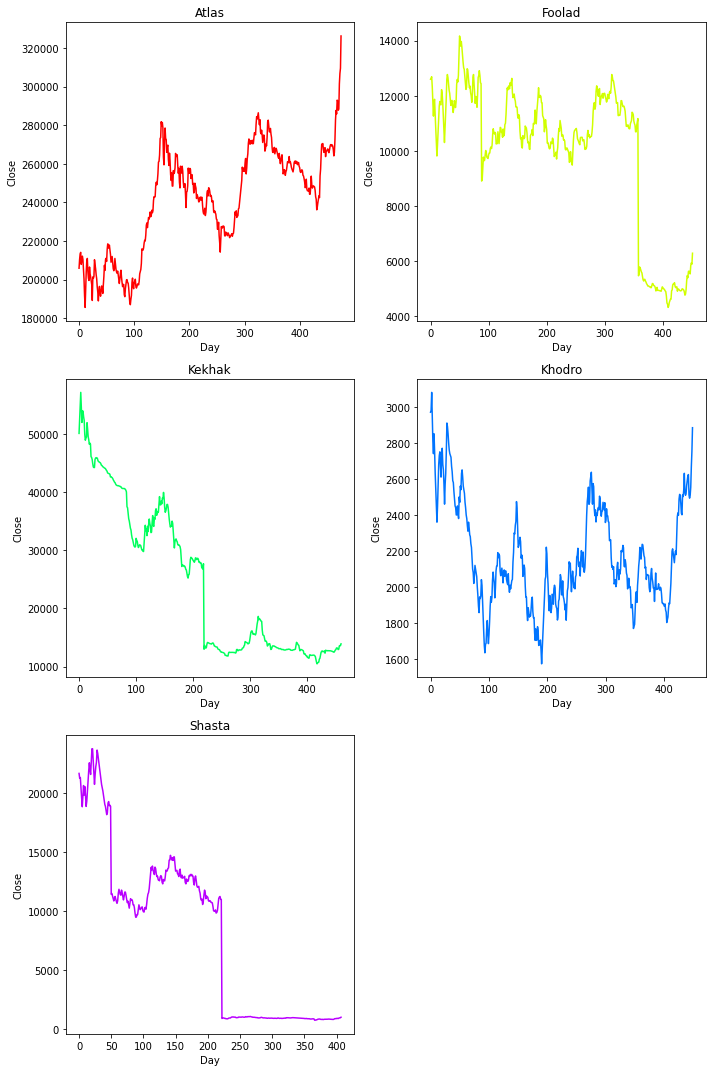 Atlas
Close
320000
300000
280000
260000
240000
220000
200000
180000
0 100 200 300 400
Day
Foolad
Close
14000
12000
10000
8000
6000
4000
0 100 200 300 400
Day
Kekhak
Close
50000
40000
30000
20000
10000
0 100 200 300 400
Day
Khodro
Close
3000
2800
2600
2400
2200
2000
1800
1600
0 100 200 300 400
Day
Shasta
Close
20000
15000
10000
5000
0
0 50 100 150 200 250 300 350 400
Day